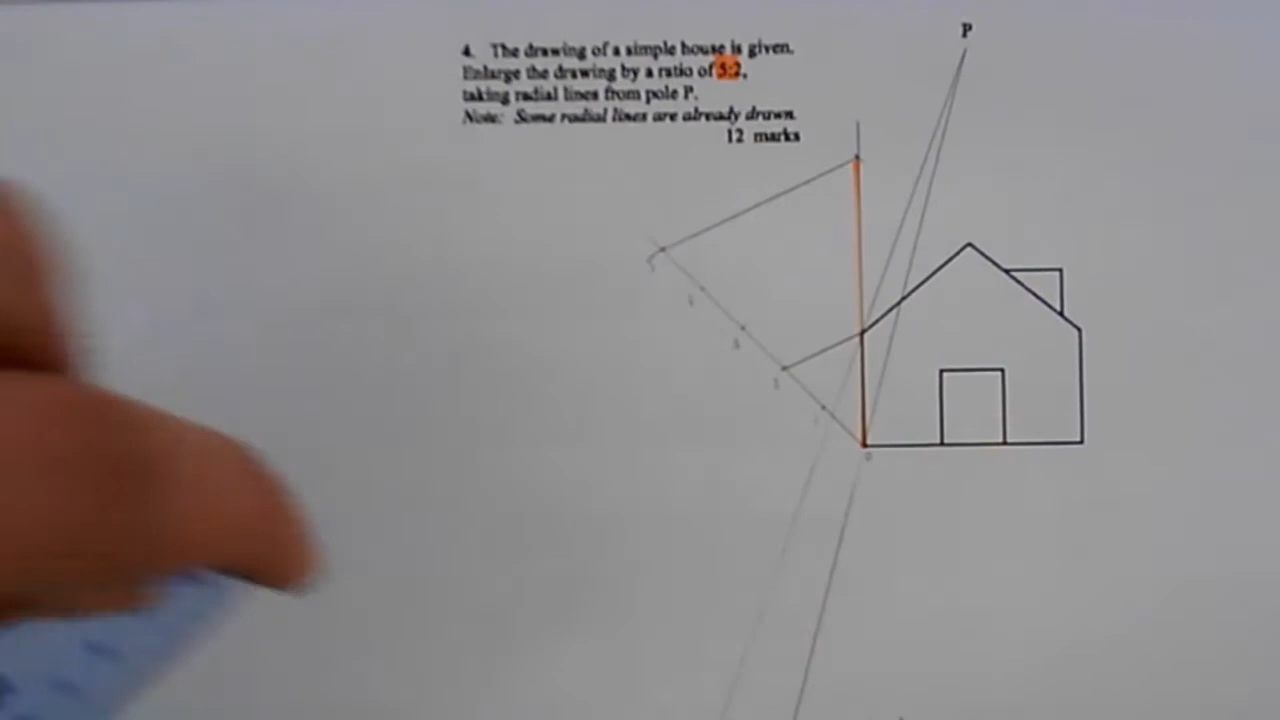 P
4. The drawing of a simple house is given.
Enlarge the drawing by a ratio of 5:2,
taking radial lines from pole P.
Note: Some radial lines are already drawn.
12 marks